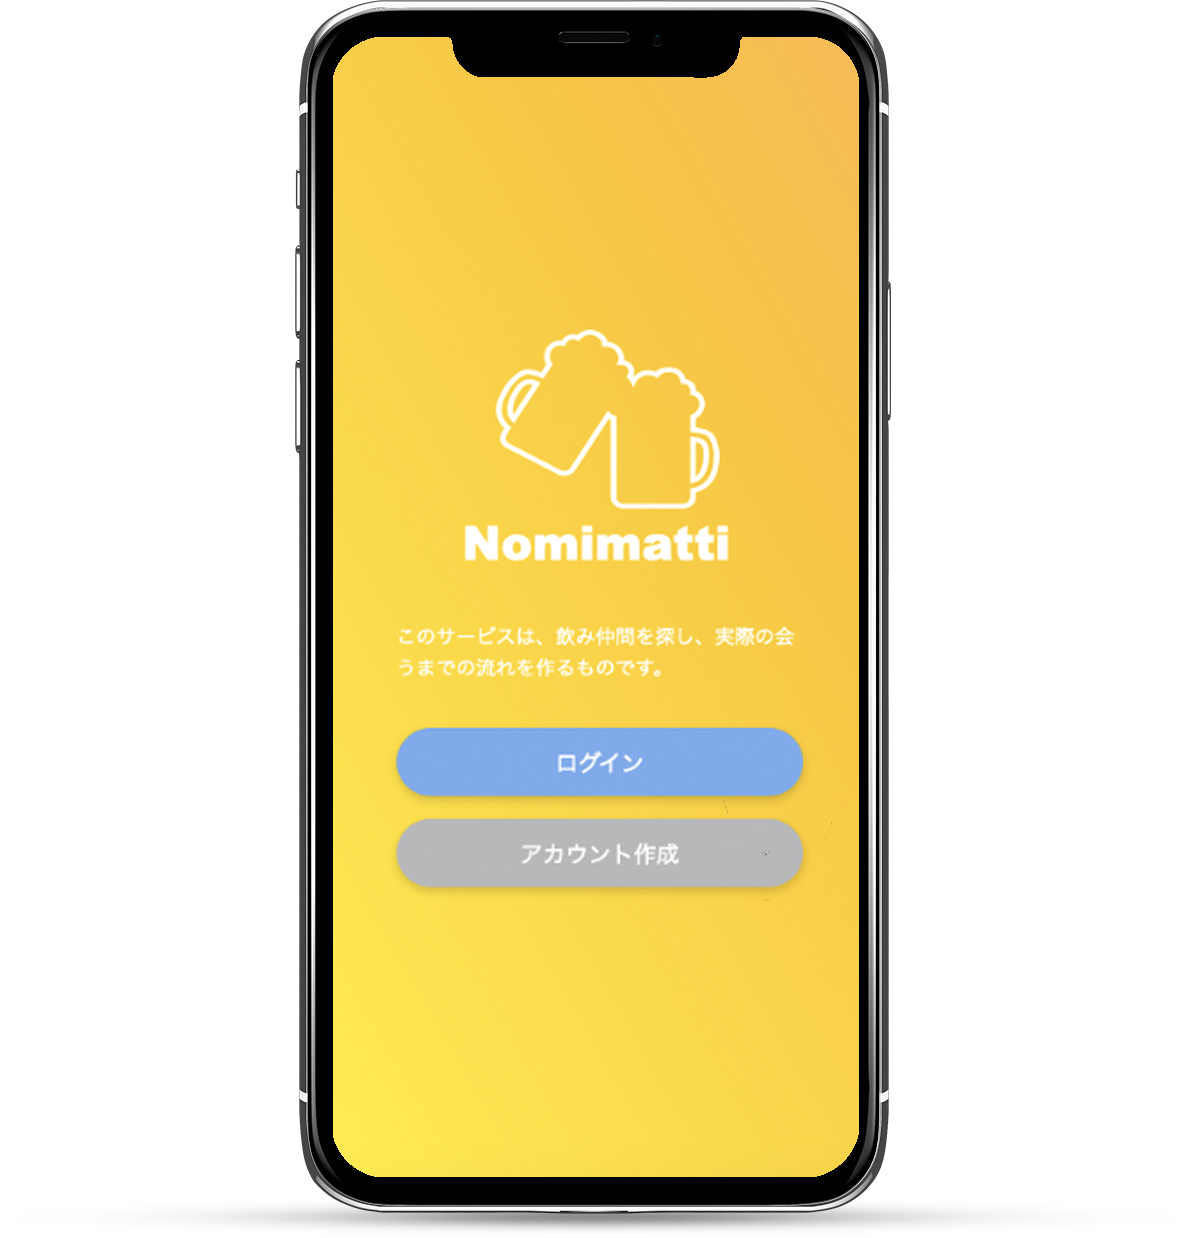 Nomimatti
このサービスは、飲み仲間を探し、実際の会
うまでの流れを作るものです。
ログイン
アカウント作成